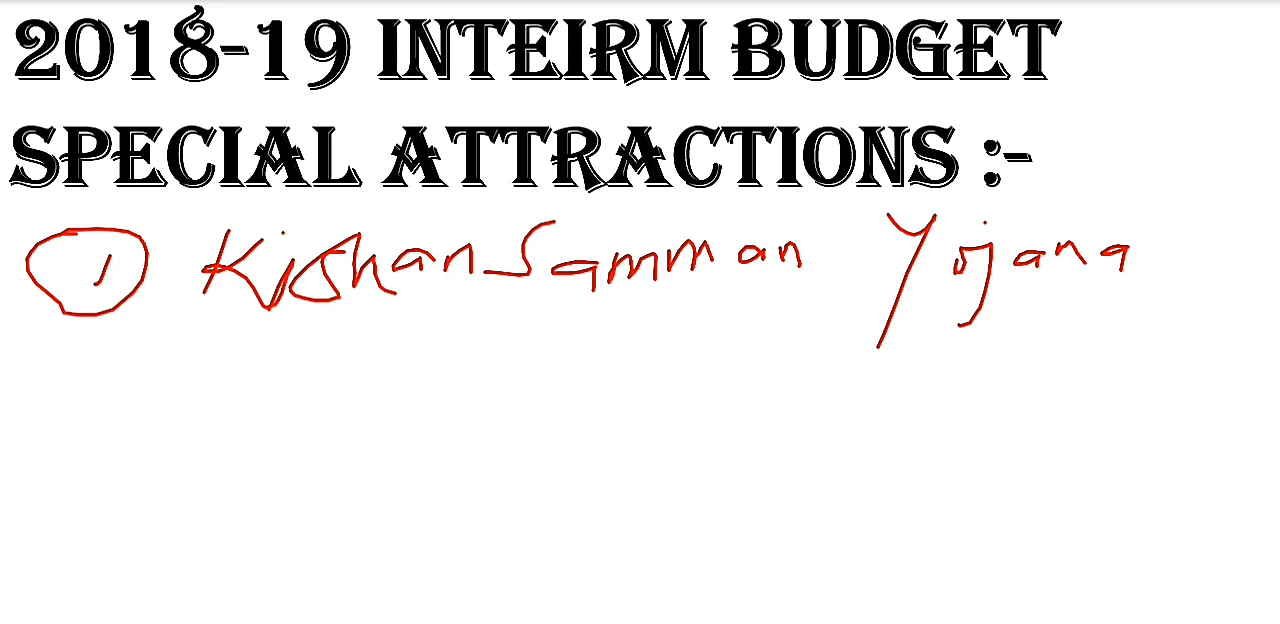 2018-19 INTEIRM BUDGET
SPECIAL ATTRACTIONS :-
1 Kishan Samman Yojana